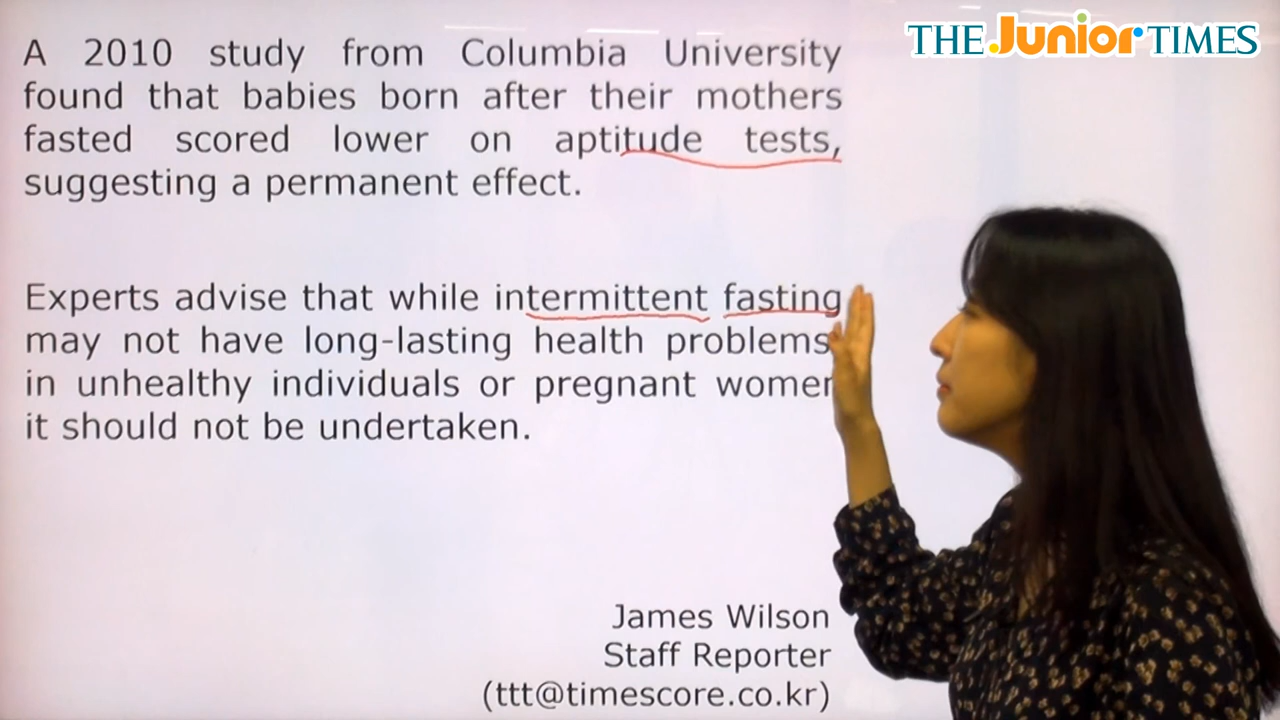 THE Junior TIMES
A 2010 study from Columbia University
found that babies born after their mothers
fasted scored lower on aptitude tests,
suggesting a permanent effect.
Experts advise that while intermittent fasting
may not have long-lasting health problems
in unhealthy individuals or pregnant women
it should not be undertaken.
James Wilson
Staff Reporter
(ttt@timescore.co.kr)